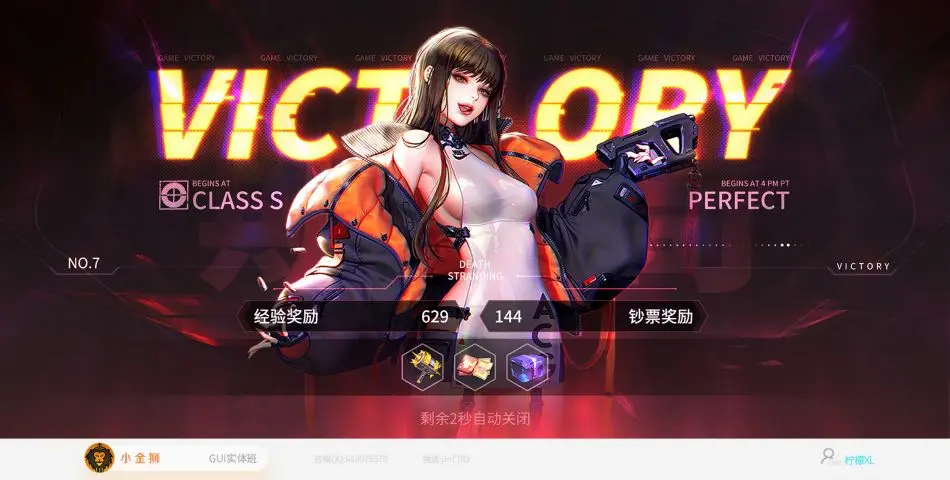 GAME VICTORY GAME VICTORY GAME VICTORY GAME VICTORY GAME VICTORY GAME VICTORY
VICTORY
BEGINS AT
CLASS S
BEGINS AT 4 PM PT
PERFECT
NO.7
VICTORY
DEATH
STRANDING
经验奖励 629 144 钞票奖励
剩余2秒自动关闭
小金狮 GUI实体班
柠檬XL